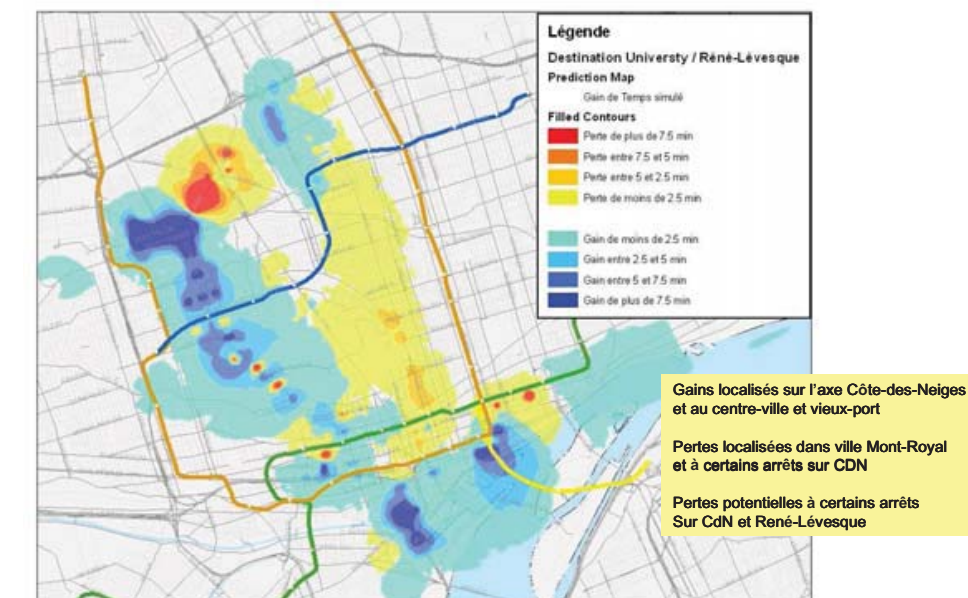 Légende
Destination Universty / Réné-Lévesque
Prediction Map
Gain de Temps simulé
Filled Contours
Perte de plus de 7.5 min
Perte entre 7.5 et 5 min
Perte entre 5 et 2.5 min
Perte de moins de 2.5 min
Gain de moins de 2.5 min
Gain entre 2.5 et 5 min
Gain entre 5 et 7.5 min
Gain de plus de 7.5 min
Gains localisés sur l'axe Côte-des-Neiges
et au centre-ville et vieux-port
Pertes localisées dans ville Mont-Royal
et à certains arrêts sur CDN
Pertes potentielles à certains arrêts
Sur CdN et René-Lévesque